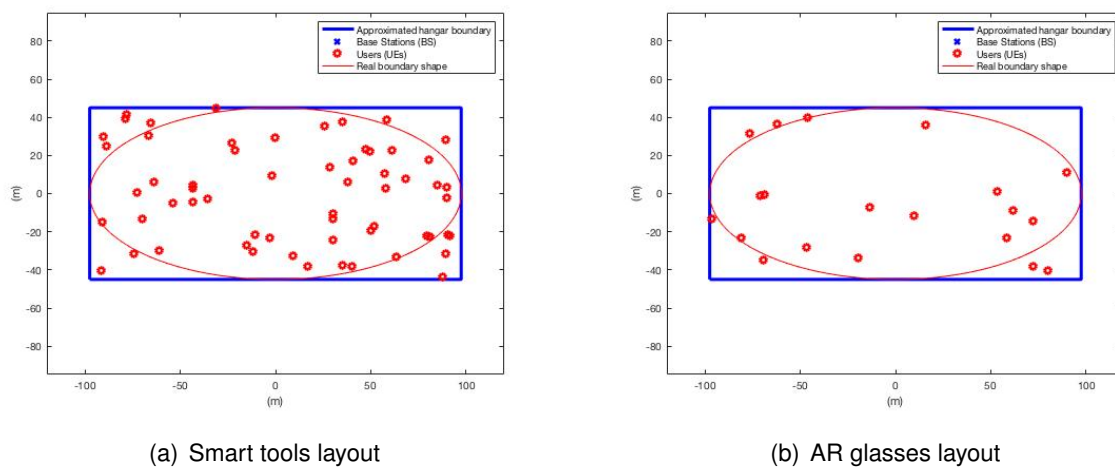 80
60
40
20
0
-20
-40
-60
-80
(m)
-100
-50
0
50
100
(m)
Approximated hangar boundary
Base Stations (BS)
Users (UEs)
Real boundary shape
(a) Smart tools layout
80
60
40
20
0
-20
-40
-60
-80
(m)
-100
-50
0
50
100
(m)
Approximated hangar boundary
Base Stations (BS)
Users (UEs)
Real boundary shape
(b) AR glasses layout